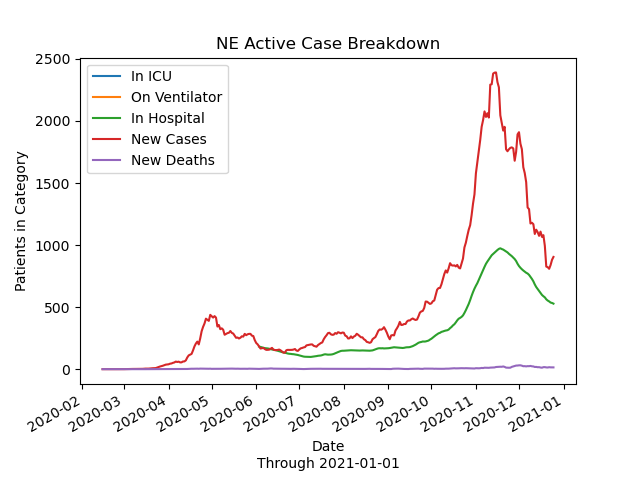 NE Active Case Breakdown
2500
2000
1500
1000
500
0
Patients in Category
In ICU
On Ventilator
In Hospital
New Cases
New Deaths
2020-02
2020-03
2020-04
2020-05
2020-06
2020-07
2020-08
2020-09
2020-10
2020-11
2020-12
2021-01
Date
Through 2021-01-01